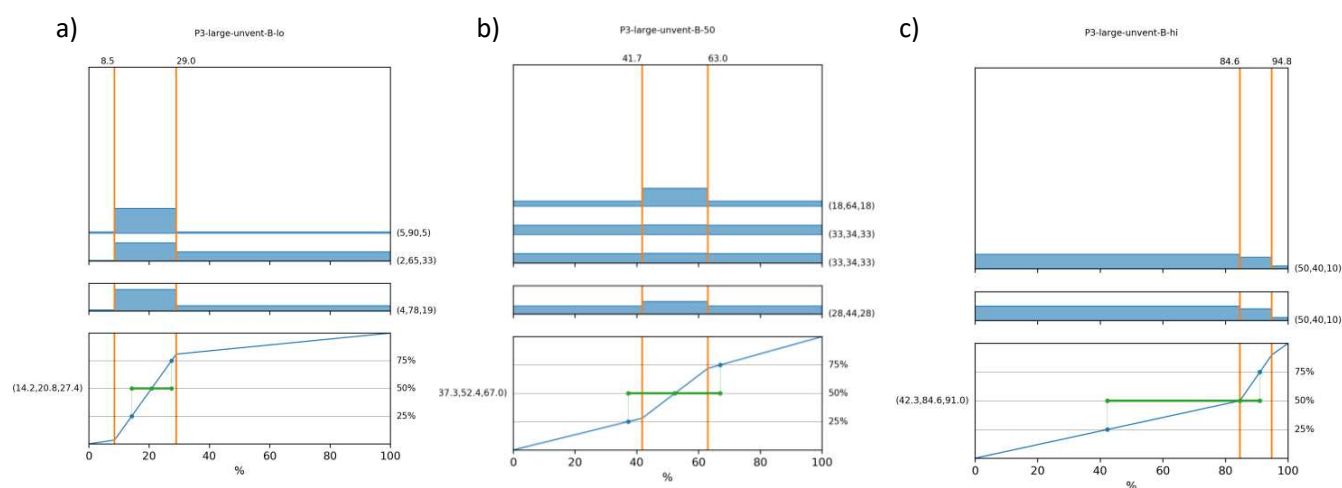 a)
P3-large-unvent-B-lo
8.5 29.0
(5,90,5)
(2,65,33)
(4,78,19)
75%
(14.2,20.8,27.4) 50%
25%
0 20 40 60 80 100
%
b)
P3-large-unvent-B-50
41.7 63.0
(18,64,18)
(33,34,33)
(33,34,33)
(28,44,28)
75%
37.3,52.4,67.0) 50%
25%
0 20 40 60 80 100
%
c)
P3-large-unvent-B-hi
84.6 94.8
(50,40,10)
(50,40,10)
75%
(42.3,84.6,91.0) 50%
25%
0 20 40 60 80 100
%